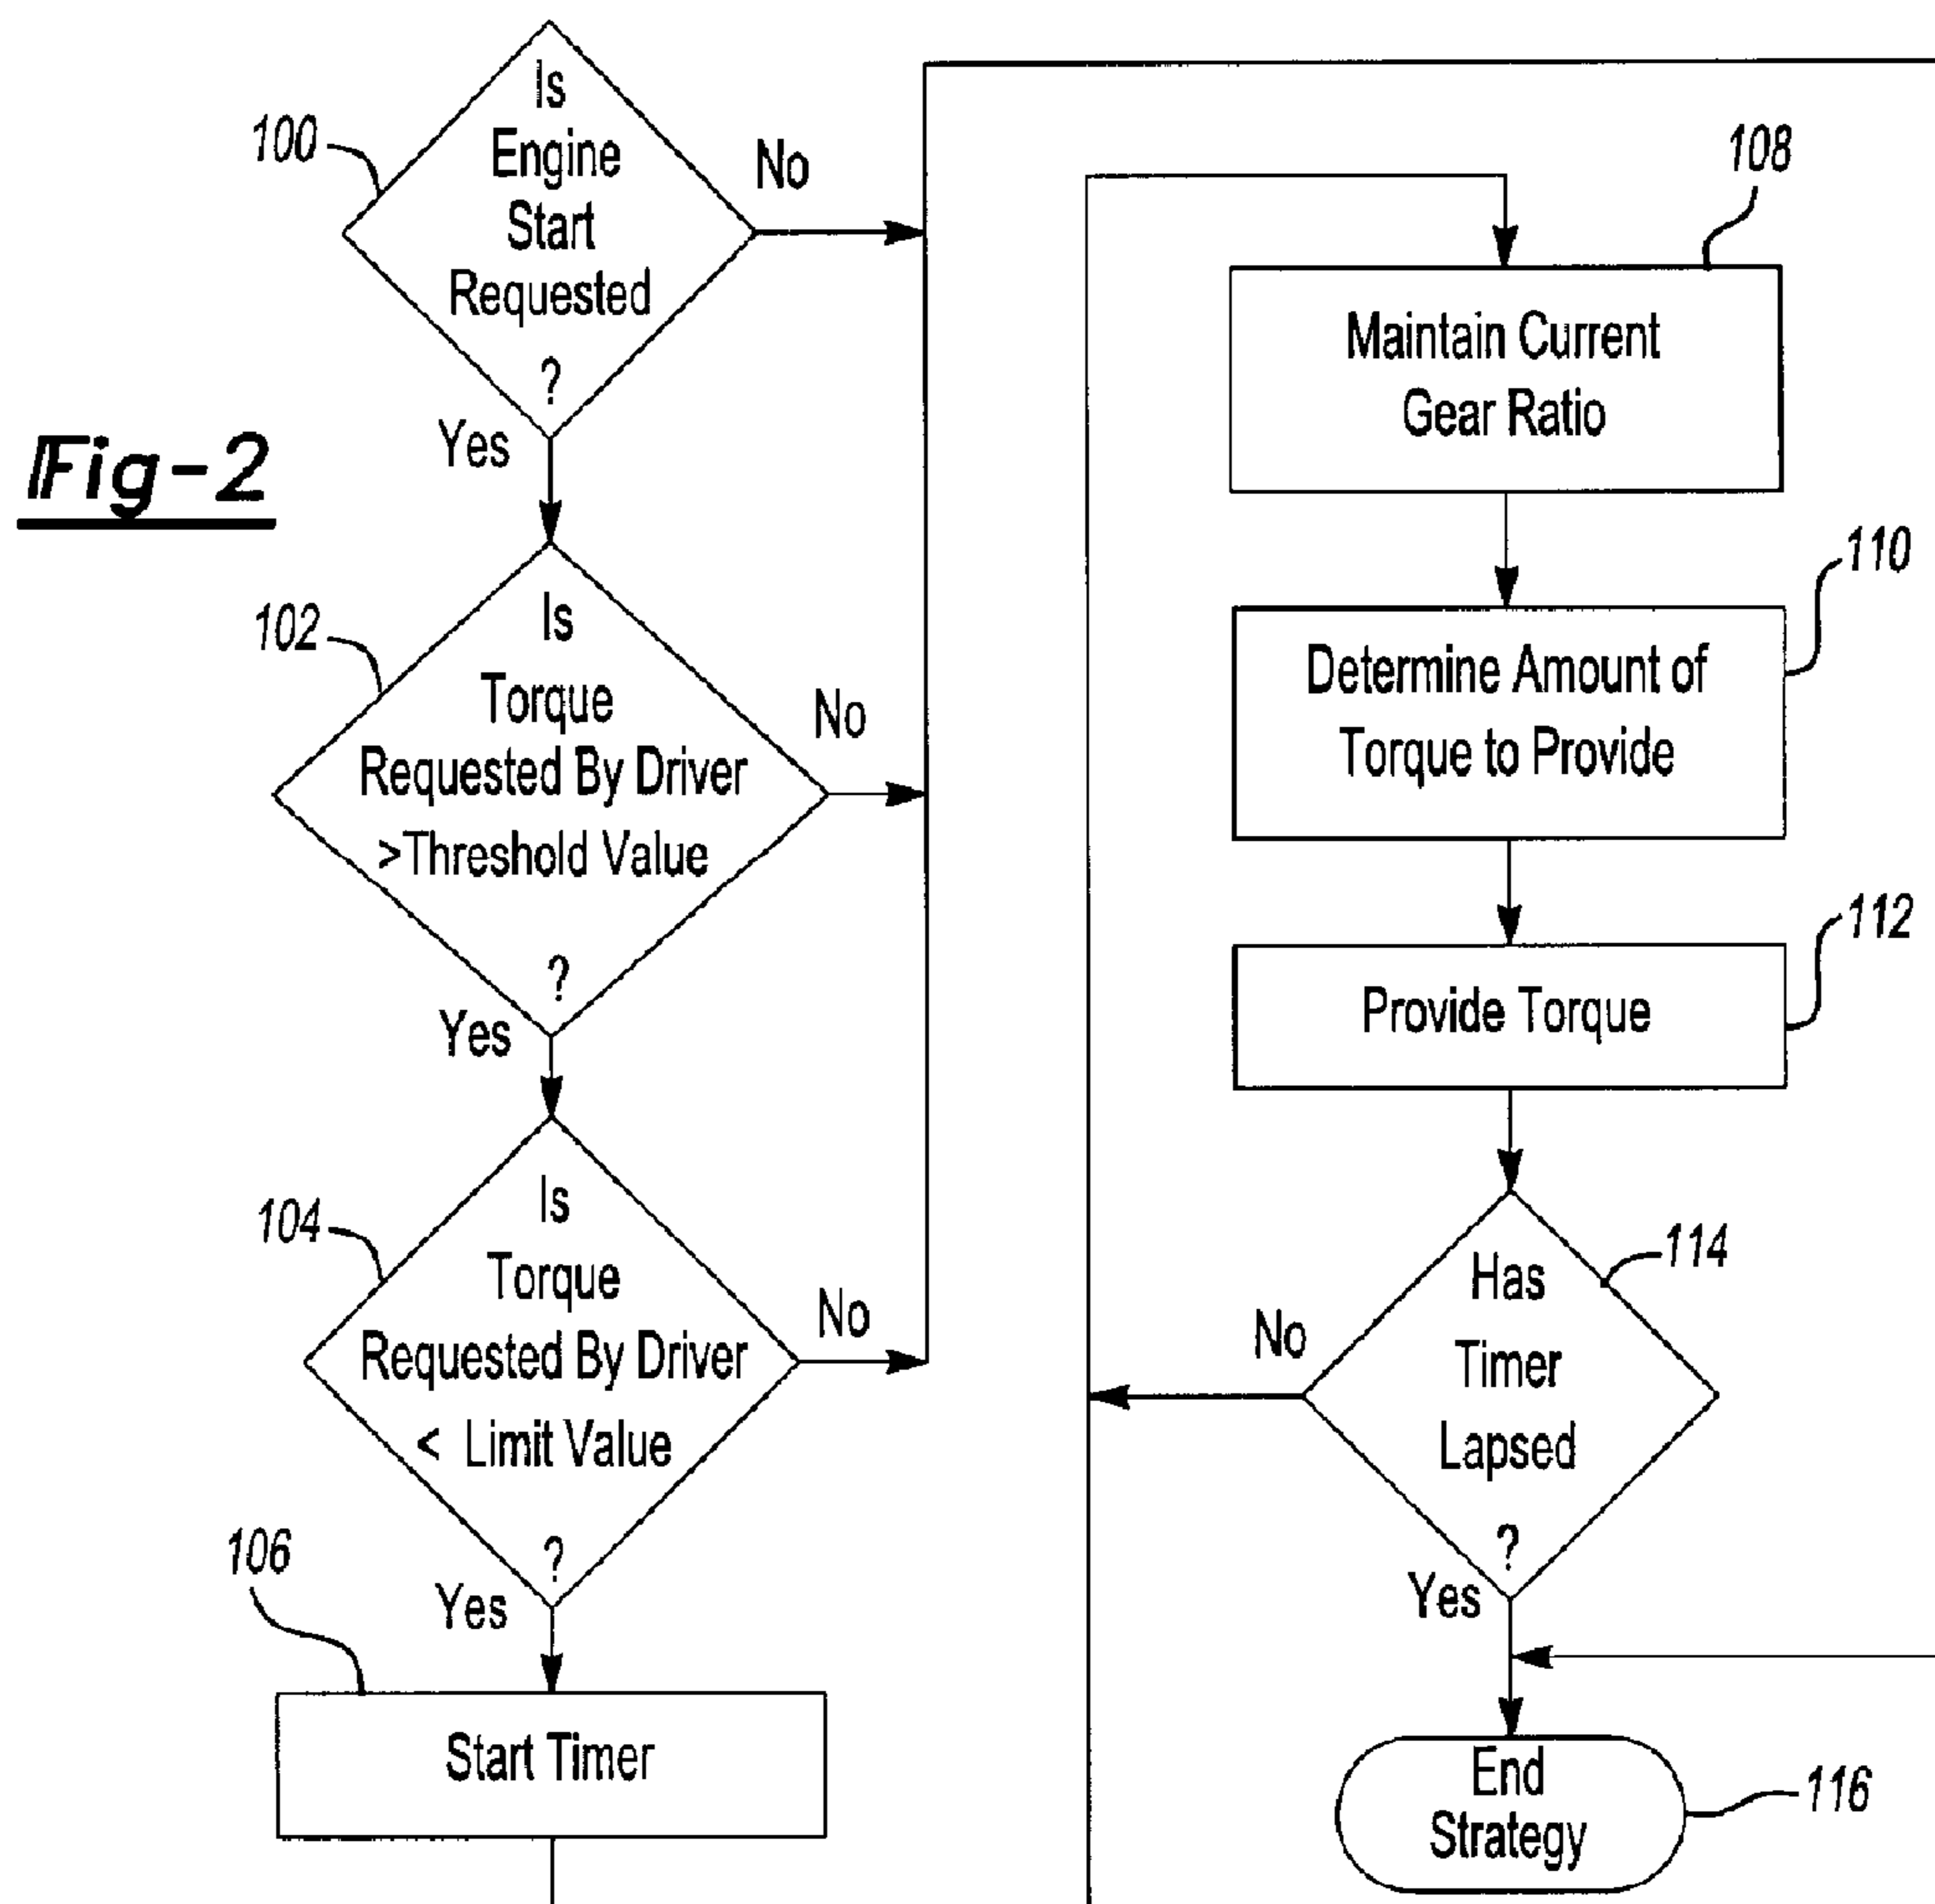 Fig-2
100
Is
Engine
Start
Requested
?
No
Yes
102
Is
Torque
Requested By Driver
>Threshold Value
?
No
Yes
104
Is
Torque
Requested By Driver
< Limit Value
?
No
Yes
106
Start Timer
108
Maintain Current
Gear Ratio
110
Determine Amount of
Torque to Provide
112
Provide Torque
114
Has
Timer
Lapsed
?
No
Yes
End
Strategy
116